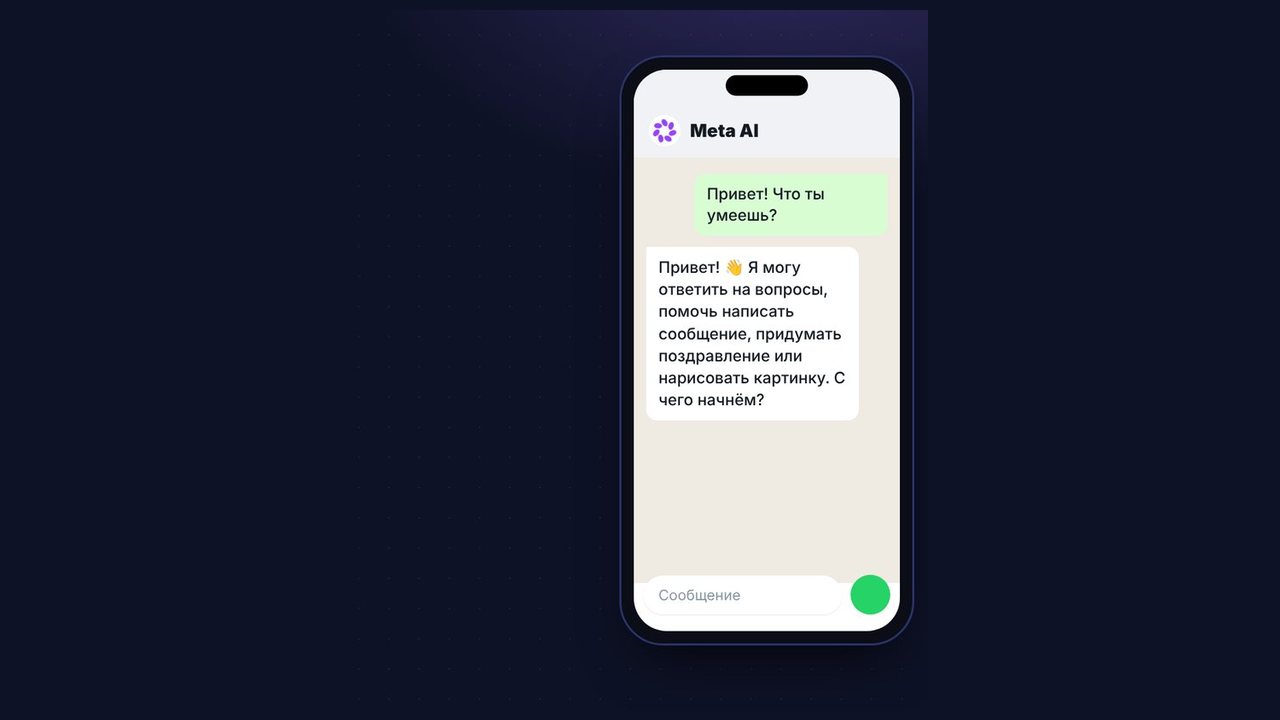 Meta AI
Привет! Что ты
умеешь?
Привет! 👋 Я могу
ответить на вопросы,
помочь написать
сообщение, придумать
поздравление или
нарисовать картинку. С
чего начнём?
Сообщение